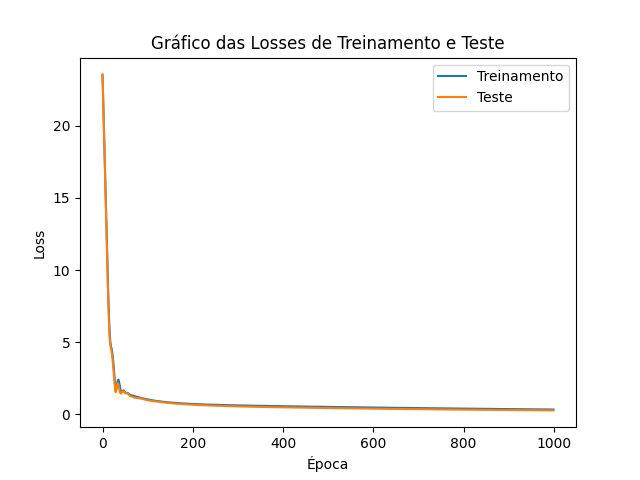 Gráfico das Losses de Treinamento e Teste
Treinamento
Teste
20
15
10
5
0
Loss
0 200 400 600 800 1000
Época